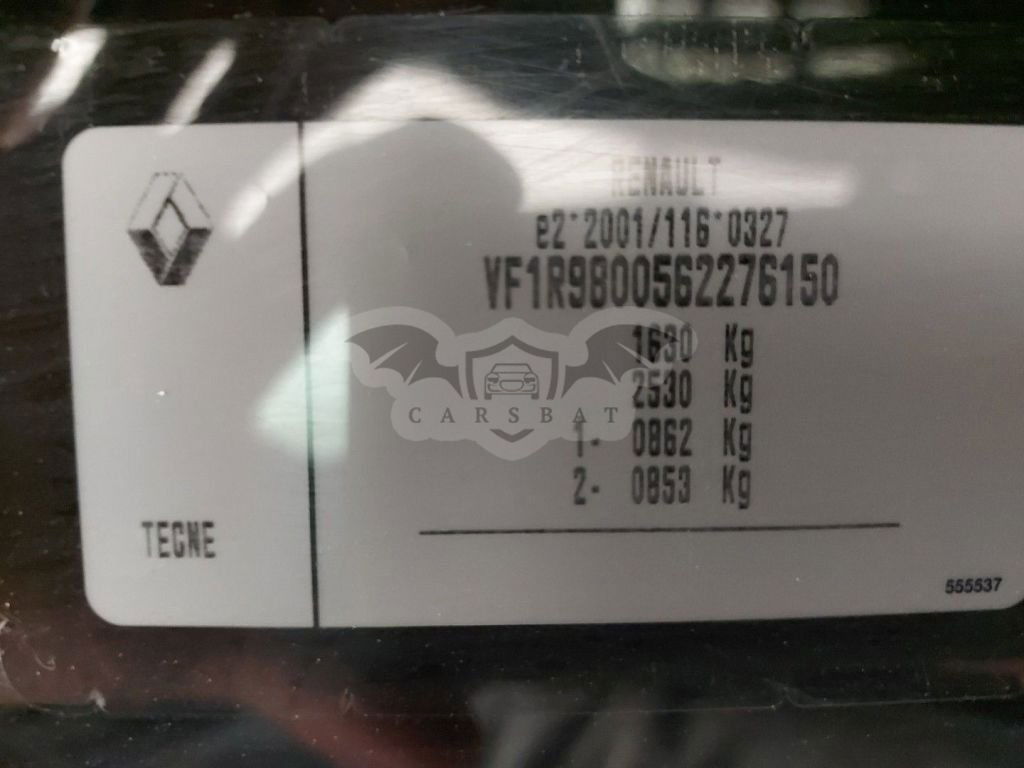 RENAULT
e2*2001/116*0327
VF1R9800562276150
1630 Kg
2530 Kg
1- 0862 Kg
2- 0853 Kg
CARSBAT
TECNE
555537